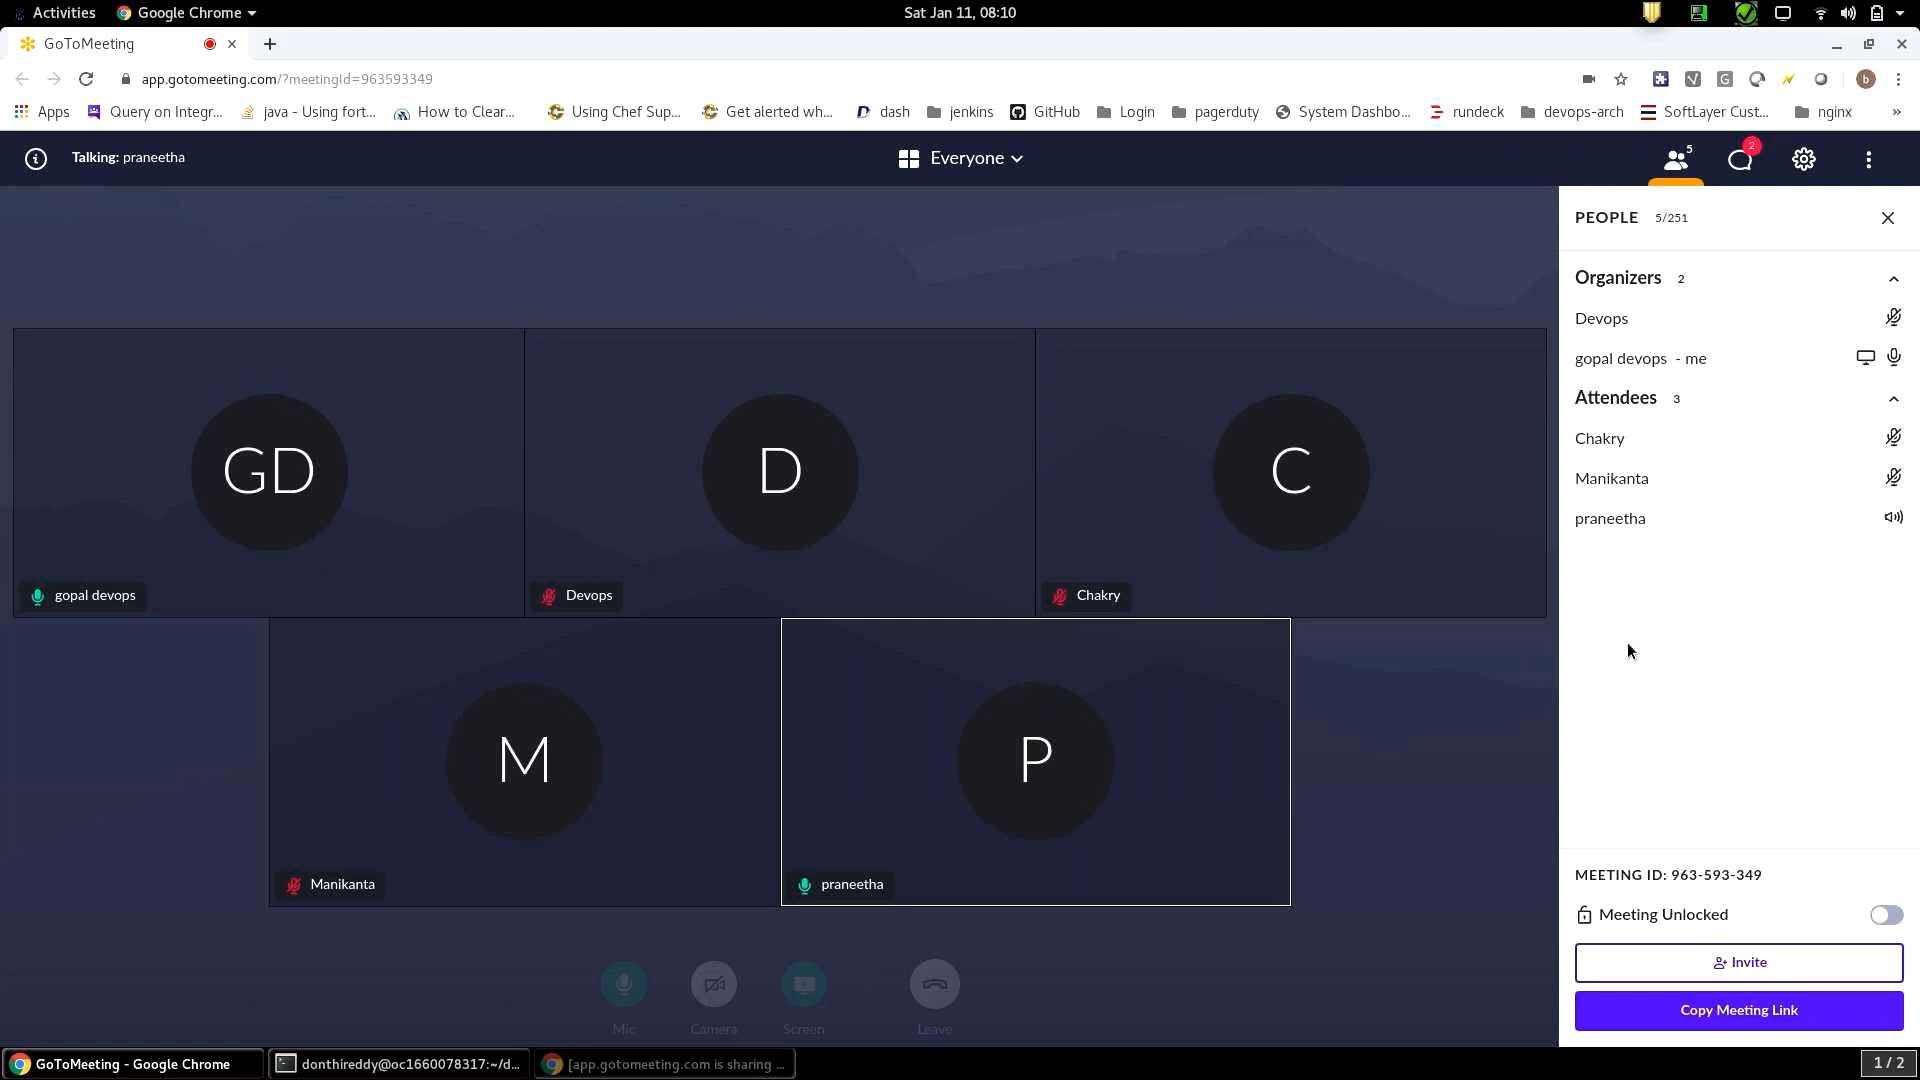 Activities Google Chrome Sat Jan 11, 08:10
GoToMeeting
app.gotomeeting.com/?meetingId=963593349 b
Apps Query on Integr... java - Using fort... How to Clear... Using Chef Sup... Get alerted wh... dash jenkins GitHub Login pagerduty System Dashbo... rundeck devops-arch SoftLayer Cust... nginx »
Talking: praneetha Everyone 5 2
PEOPLE 5/251
Organizers 2
Devops
gopal devops - me
Attendees 3
Chakry
Manikanta
praneetha
GD D C
gopal devops Devops Chakry
M P
Manikanta praneetha
MEETING ID: 963-593-349
Meeting Unlocked
Invite
Copy Meeting Link
Mic Camera Screen Leave
GoToMeeting - Google Chrome donthireddy@oc1660078317:~/d... [app.gotomeeting.com is sharing ... 1 / 2